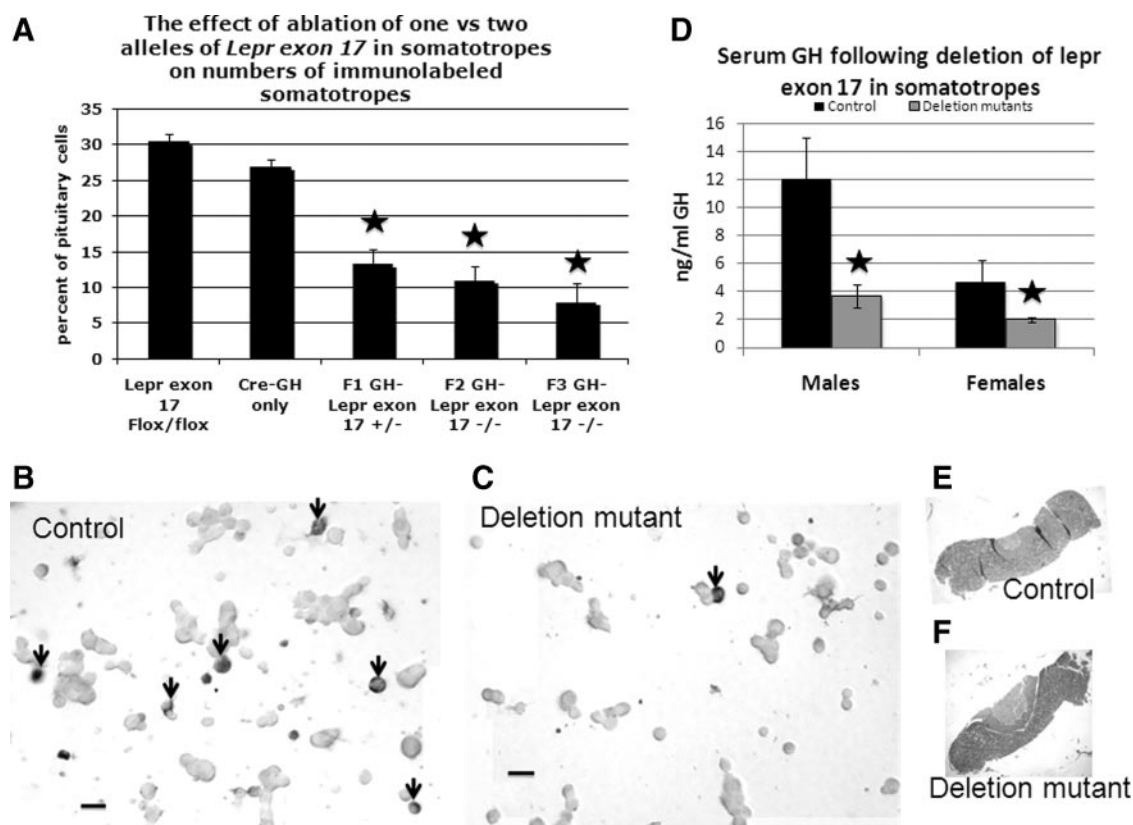 A
The effect of ablation of one vs two
alleles of Lepr exon 17 in somatotropes
on numbers of immunolabeled
somatotropes
percent of pituitary cells
35
30
25
20
15
10
5
0
Lepr exon
17
Flox/flox
Cre-GH
only
F1 GH-
Lepr exon
17 +/-
F2 GH-
Lepr exon
17 -/-
F3 GH-
Lepr exon
17 -/-
D
Serum GH following deletion of lepr
exon 17 in somatotropes
Control
Deletion mutants
ng/ml GH
16
14
12
10
8
6
4
2
0
Males
Females
B
Control
C
Deletion mutant
E
Control
F
Deletion mutant